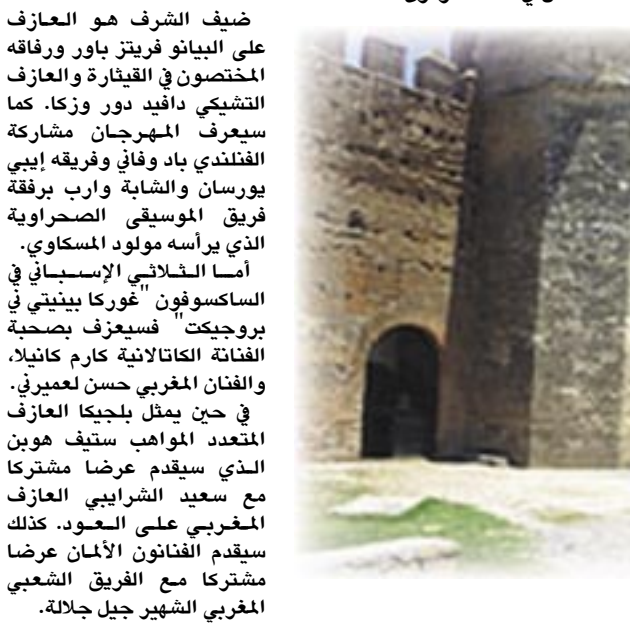 ضيف الشرف هو العازف
على البيانو فريتز باور ورفاقه
المختصون في القيثارة والعازف
التشيكي دافيد دور وزكا. كما
سيعرف المهرجان مشاركة
الفنلندي باد وفاني وفريقه إيبي
يورسان والشابة وارب برفقة
فريق الموسيقى الصحراوية
الذي يرأسه مولود المسكاوي.
أما الثلاثي الإسباني في
الساكسوفون "غوركا بينيتي ني
بروجيكت" فسيعزف بصحبة
الفنانة الكاتالانية كارم كانيلا،
والفنان المغربي حسن لعميرني.
في حين يمثل بلجيكا العازف
المتعدد المواهب ستيف هوبن
الذي سيقدم عرضا مشتركا
مع سعيد الشرايبي العازف
المغربي على العود. كذلك
سيقدم الفنانون الألمان عرضا
مشتركا مع الفريق الشعبي
المغربي الشهير جيل جلالة.